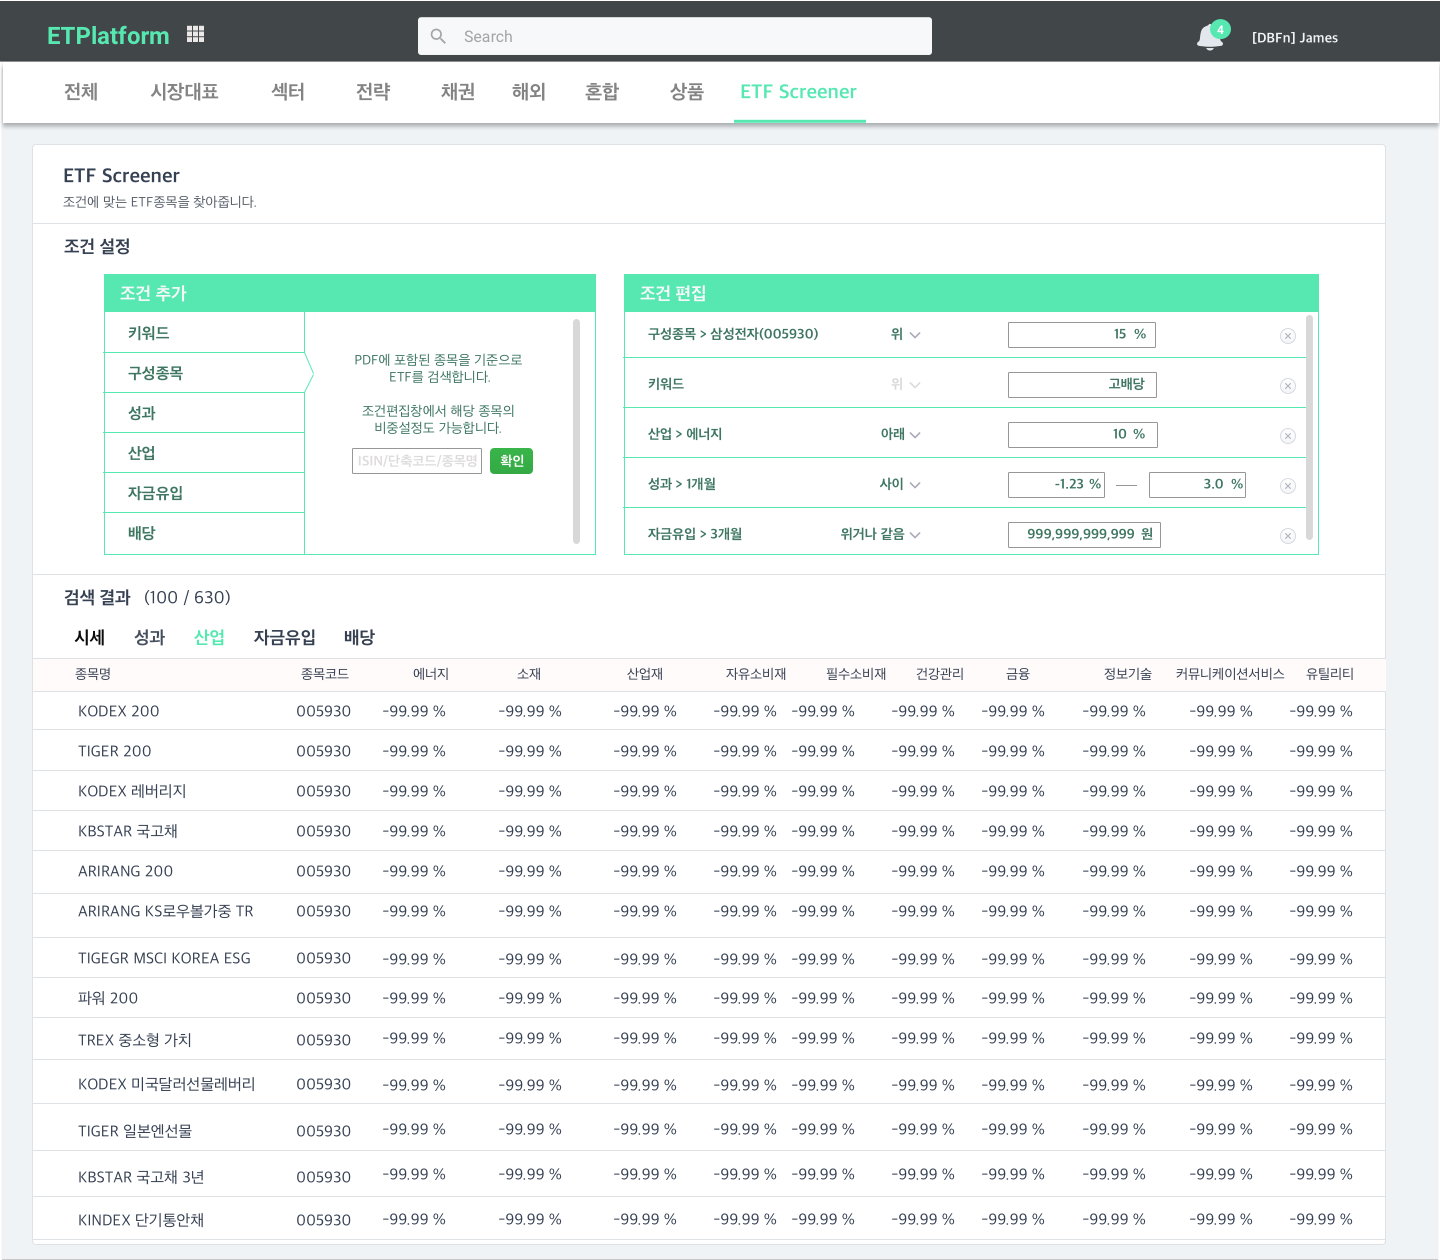 ETPlatform
Search
4
[DBFn] James
전체 시장대표 섹터 전략 채권 해외 혼합 상품 ETF Screener
ETF Screener
조건에 맞는 ETF종목을 찾아줍니다.
조건 설정
조건 추가
키워드
구성종목
성과
산업
자금유입
배당
PDF에 포함된 종목을 기준으로
ETF를 검색합니다.
조건편집창에서 해당 종목의
비중설정도 가능합니다.
ISIN/단축코드/종목명 확인
조건 편집
구성종목 > 삼성전자(005930) 위 15 %
키워드 위 고배당
산업 > 에너지 아래 10 %
성과 > 1개월 사이 -1.23 % — 3.0 %
자금유입 > 3개월 위거나 같음 999,999,999,999 원
검색 결과 (100 / 630)
시세 성과 산업 자금유입 배당
종목명 종목코드 에너지 소재 산업재 자유소비재 필수소비재 건강관리 금융 정보기술 커뮤니케이션서비스 유틸리티
KODEX 200 005930 -99.99 % -99.99 % -99.99 % -99.99 % -99.99 % -99.99 % -99.99 % -99.99 % -99.99 % -99.99 %
TIGER 200 005930 -99.99 % -99.99 % -99.99 % -99.99 % -99.99 % -99.99 % -99.99 % -99.99 % -99.99 % -99.99 %
KODEX 레버리지 005930 -99.99 % -99.99 % -99.99 % -99.99 % -99.99 % -99.99 % -99.99 % -99.99 % -99.99 % -99.99 %
KBSTAR 국고채 005930 -99.99 % -99.99 % -99.99 % -99.99 % -99.99 % -99.99 % -99.99 % -99.99 % -99.99 % -99.99 %
ARIRANG 200 005930 -99.99 % -99.99 % -99.99 % -99.99 % -99.99 % -99.99 % -99.99 % -99.99 % -99.99 % -99.99 %
ARIRANG KS로우볼가중 TR 005930 -99.99 % -99.99 % -99.99 % -99.99 % -99.99 % -99.99 % -99.99 % -99.99 % -99.99 % -99.99 %
TIGEGR MSCI KOREA ESG 005930 -99.99 % -99.99 % -99.99 % -99.99 % -99.99 % -99.99 % -99.99 % -99.99 % -99.99 % -99.99 %
파워 200 005930 -99.99 % -99.99 % -99.99 % -99.99 % -99.99 % -99.99 % -99.99 % -99.99 % -99.99 % -99.99 %
TREX 중소형 가치 005930 -99.99 % -99.99 % -99.99 % -99.99 % -99.99 % -99.99 % -99.99 % -99.99 % -99.99 % -99.99 %
KODEX 미국달러선물레버리 005930 -99.99 % -99.99 % -99.99 % -99.99 % -99.99 % -99.99 % -99.99 % -99.99 % -99.99 % -99.99 %
TIGER 일본엔선물 005930 -99.99 % -99.99 % -99.99 % -99.99 % -99.99 % -99.99 % -99.99 % -99.99 % -99.99 % -99.99 %
KBSTAR 국고채 3년 005930 -99.99 % -99.99 % -99.99 % -99.99 % -99.99 % -99.99 % -99.99 % -99.99 % -99.99 % -99.99 %
KINDEX 단기통안채 005930 -99.99 % -99.99 % -99.99 % -99.99 % -99.99 % -99.99 % -99.99 % -99.99 % -99.99 % -99.99 %